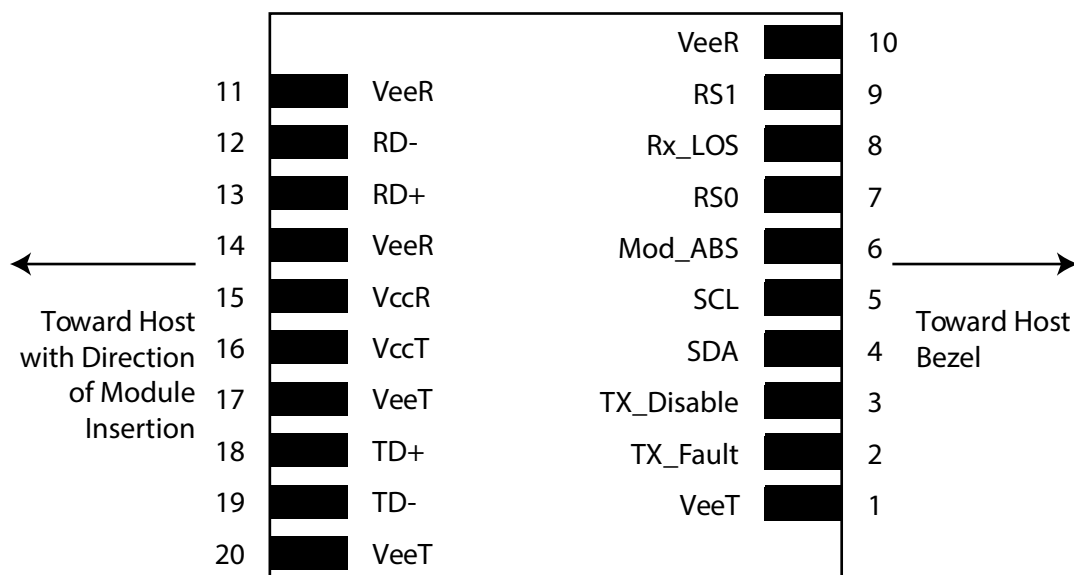 VeeR 10
11 VeeR
RS1 9
12 RD-
Rx_LOS 8
13 RD+
RS0 7
14 VeeR
Mod_ABS 6
15 VccR
SCL 5
16 VccT
SDA 4
17 VeeT
TX_Disable 3
18 TD+
TX_Fault 2
19 TD-
VeeT 1
20 VeeT
Toward Host
with Direction
of Module
Insertion
Toward Host
Bezel